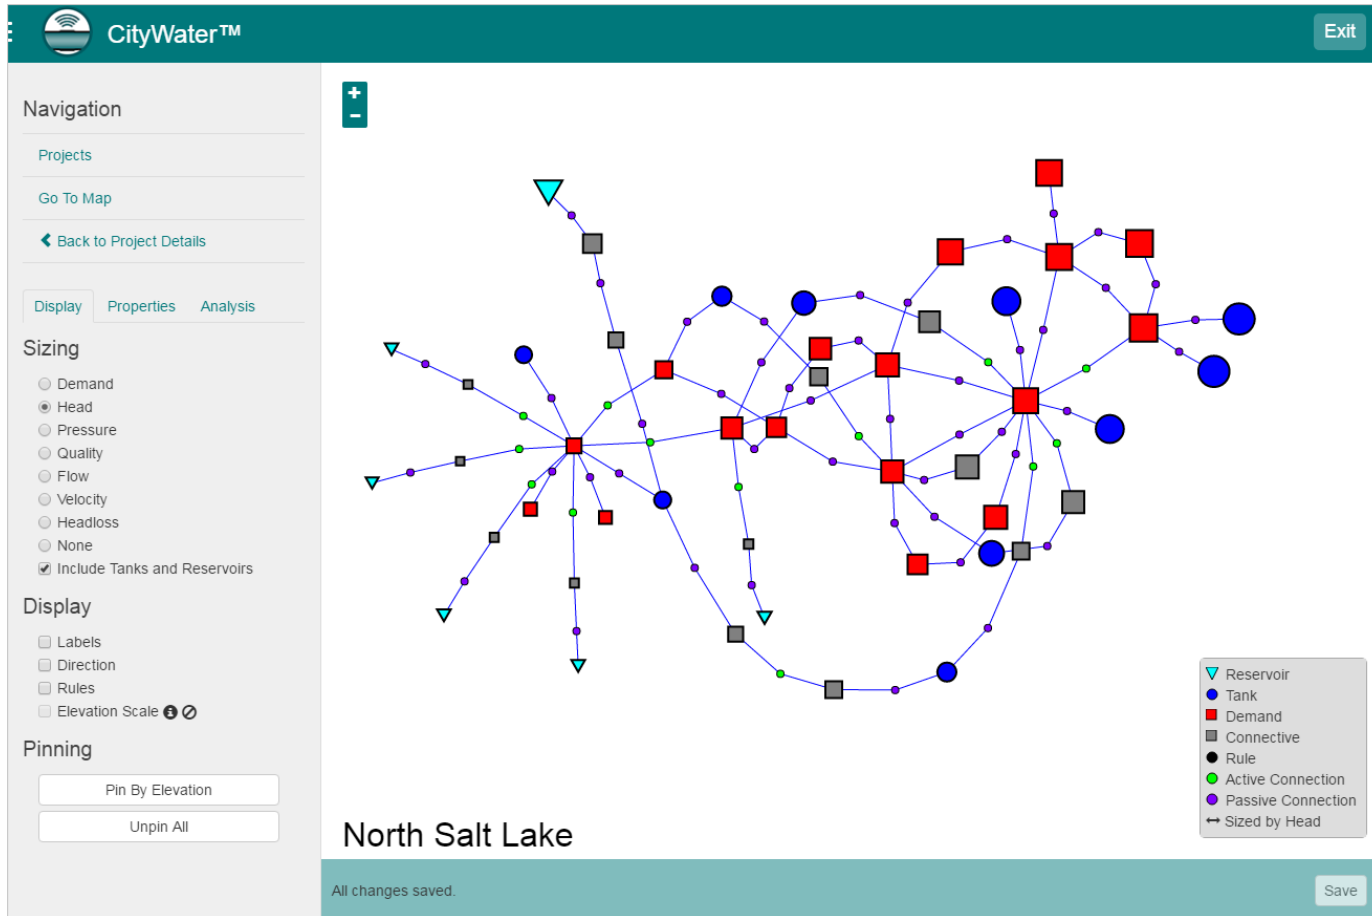 CityWater™
Exit
Navigation
Projects
Go To Map
Back to Project Details
Display Properties Analysis
Sizing
Demand
Head
Pressure
Quality
Flow
Velocity
Headloss
None
Include Tanks and Reservoirs
Display
Labels
Direction
Rules
Elevation Scale
Pinning
Pin By Elevation
Unpin All
+
−
Reservoir
Tank
Demand
Connective
Rule
Active Connection
Passive Connection
Sized by Head
North Salt Lake
All changes saved.
Save